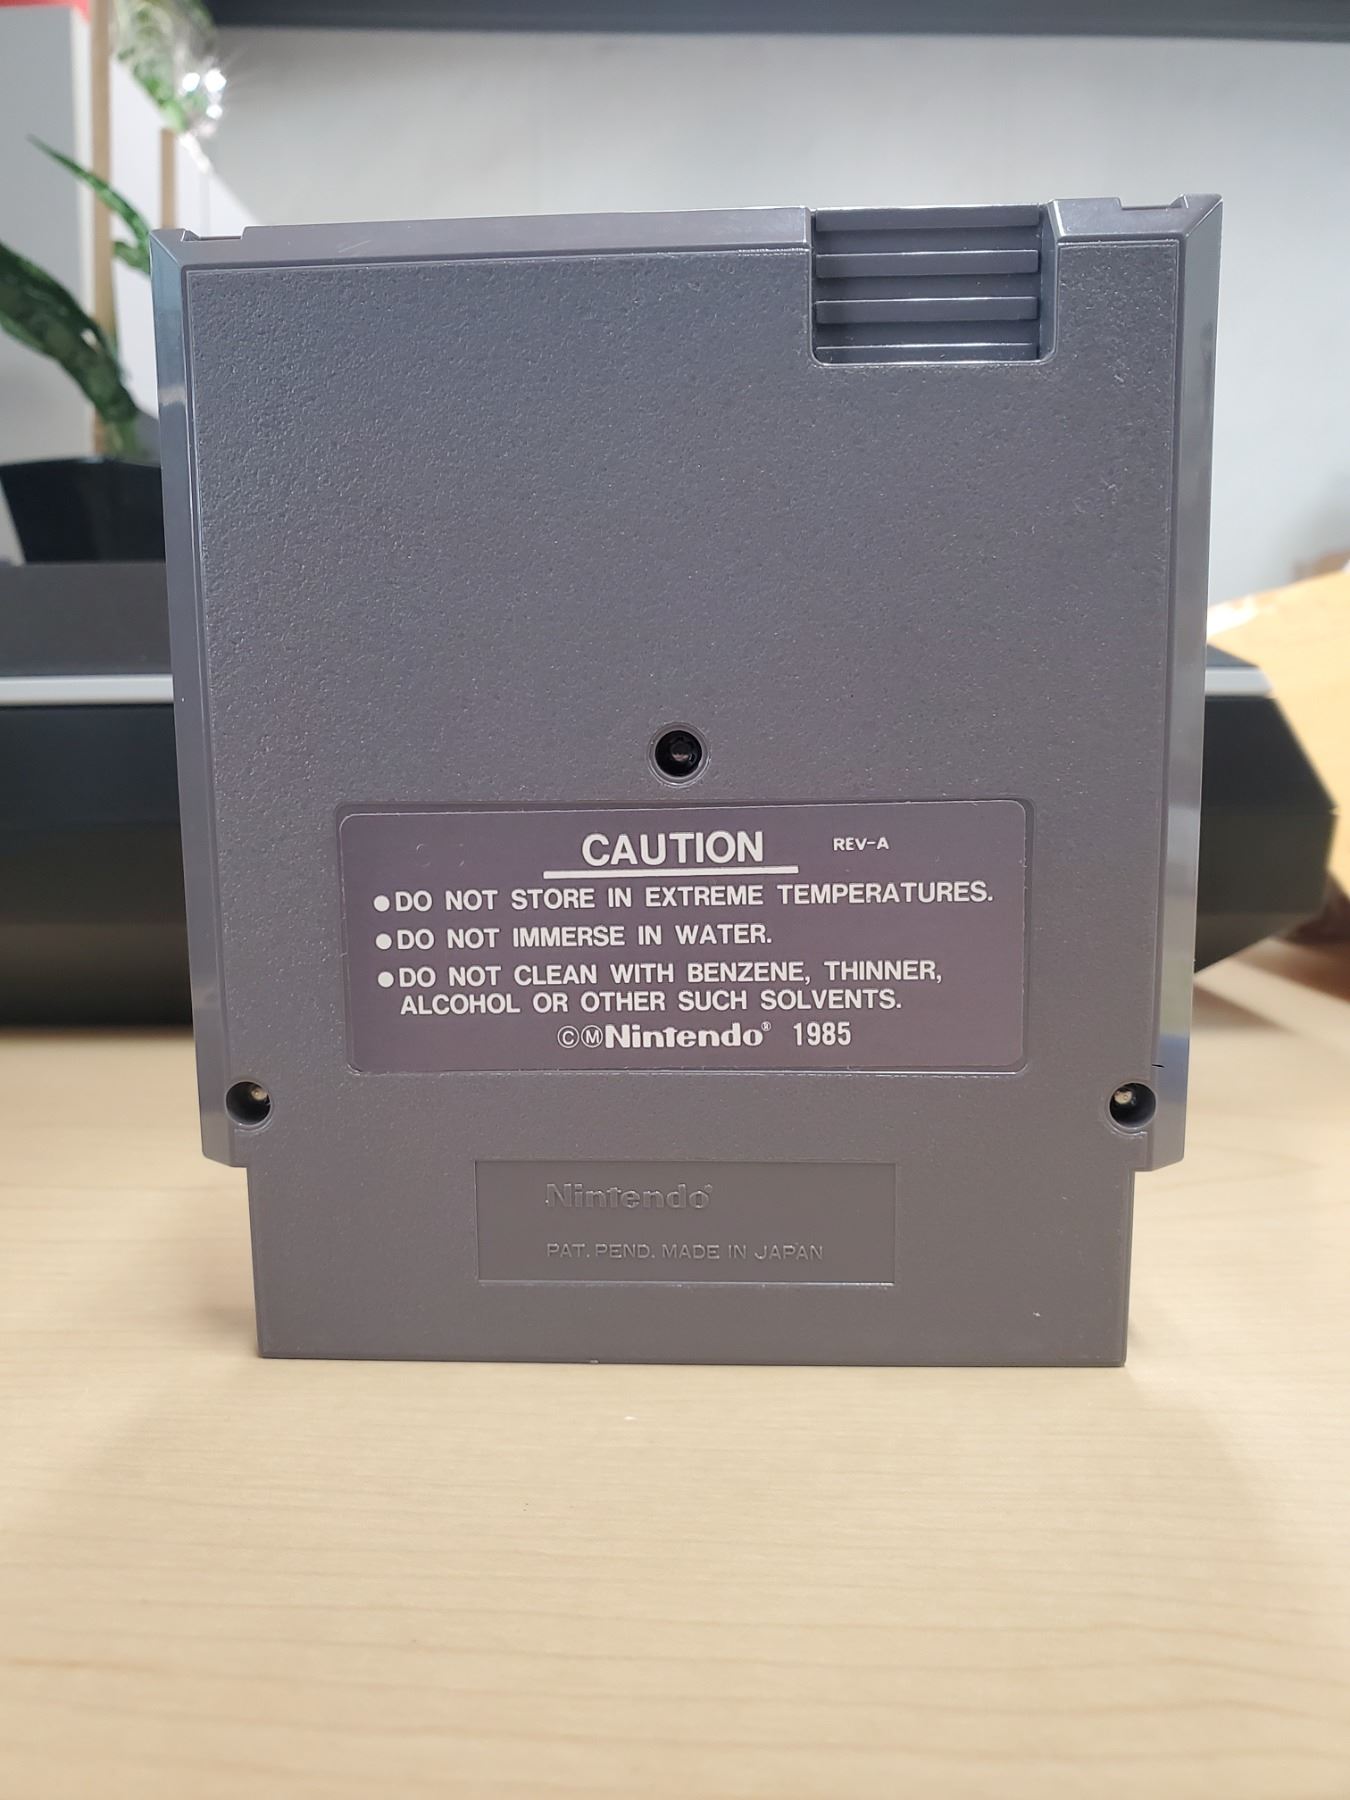 CAUTION REV-A
●DO NOT STORE IN EXTREME TEMPERATURES.
●DO NOT IMMERSE IN WATER.
●DO NOT CLEAN WITH BENZENE, THINNER,
ALCOHOL OR OTHER SUCH SOLVENTS.
©ⓂNintendo® 1985
Nintendo®
PAT. PEND. MADE IN JAPAN